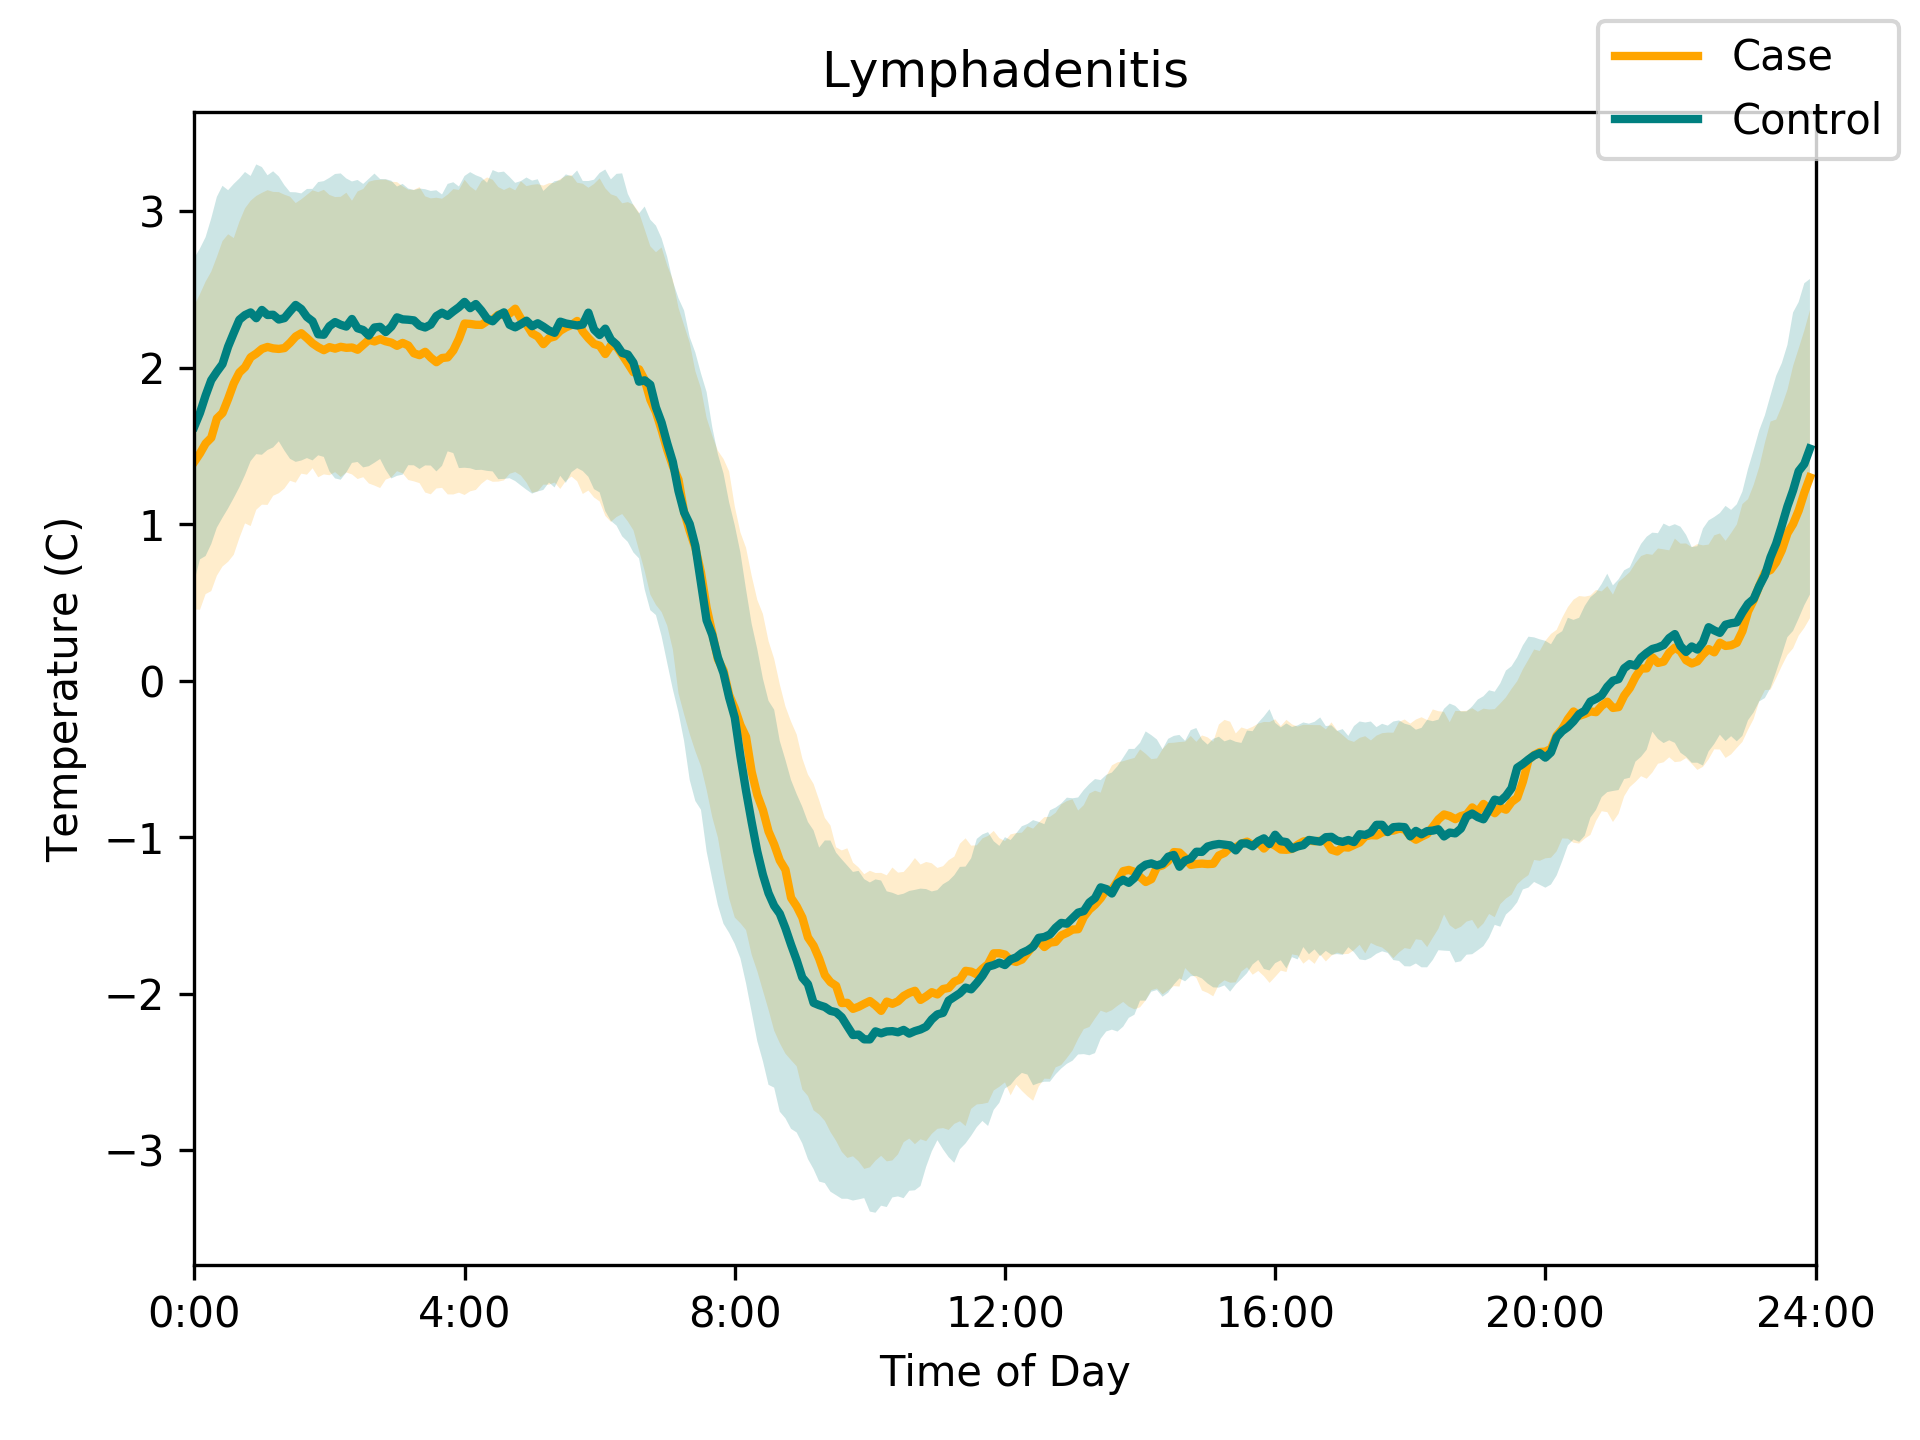 Lymphadenitis
Case
Control
Temperature (C)
3
2
1
0
−1
−2
−3
0:00 4:00 8:00 12:00 16:00 20:00 24:00
Time of Day